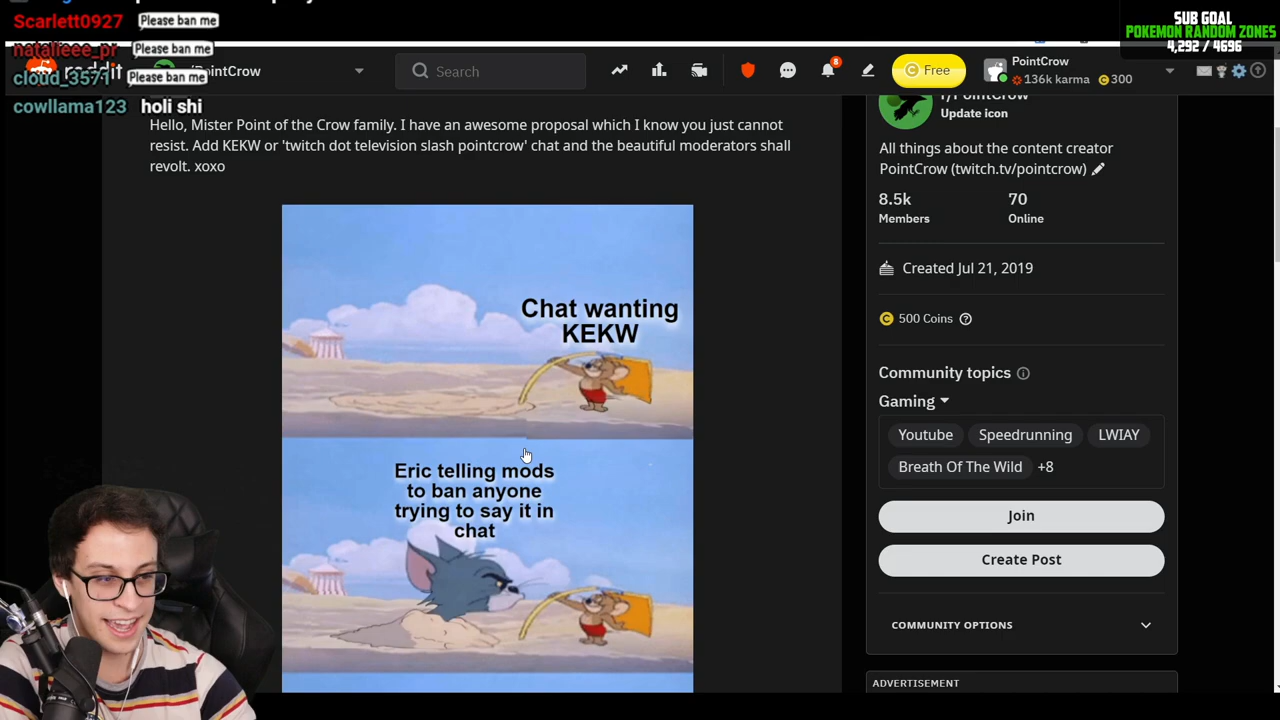 Scarlett0927 Please ban me
natalieee_pr Please ban me
cloud_3571 Please ban me
cowllama123 holi shi
SUB GOAL
POKEMON RANDOM ZONES
4,292 / 4696
reddit
r/PointCrow
Search
8
Free
PointCrow
136k karma 300
Hello, Mister Point of the Crow family. I have an awesome proposal which I know you just cannot
resist. Add KEKW or 'twitch dot television slash pointcrow' chat and the beautiful moderators shall
revolt. xoxo
Chat wanting
KEKW
Eric telling mods
to ban anyone
trying to say it in
chat
r/PointCrow
Update icon
All things about the content creator
PointCrow (twitch.tv/pointcrow)
8.5k 70
Members Online
Created Jul 21, 2019
500 Coins
Community topics
Gaming
Youtube Speedrunning LWIAY
Breath Of The Wild +8
Join
Create Post
COMMUNITY OPTIONS
ADVERTISEMENT